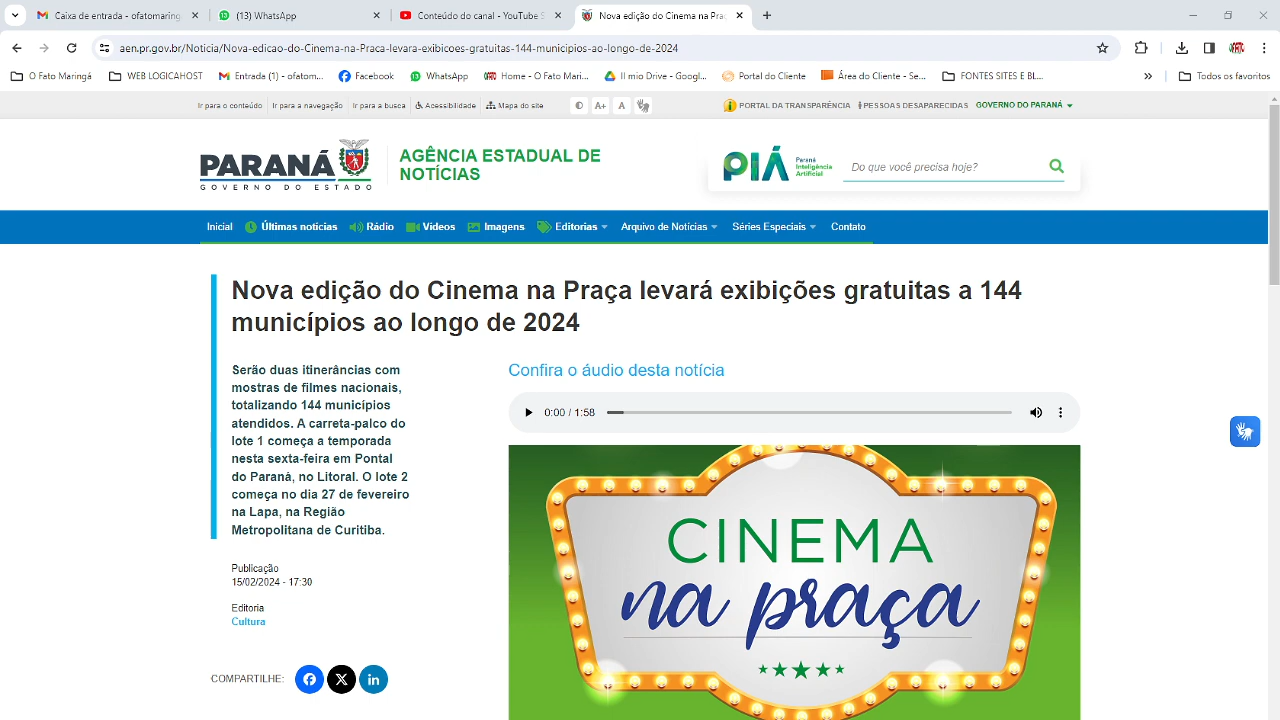 Caixa de entrada - ofatomaring
(13) WhatsApp
Conteúdo do canal - YouTube S
Nova edição do Cinema na Pra
aen.pr.gov.br/Noticia/Nova-edicao-do-Cinema-na-Praca-levara-exibicoes-gratuitas-144-municipios-ao-longo-de-2024
O Fato Maringá
WEB LOGICAHOST
Entrada (1) - ofatom...
Facebook
WhatsApp
Home - O Fato Mari...
Il mio Drive - Googl...
Portal do Cliente
Área do Cliente - Se...
FONTES SITES E BL...
»
Todos os favoritos
Ir para o conteúdo
Ir para a navegação
Ir para a busca
Acessibilidade
Mapa do site
A+
A
PORTAL DA TRANSPARÊNCIA
PESSOAS DESAPARECIDAS
GOVERNO DO PARANÁ
PARANÁ
GOVERNO DO ESTADO
AGÊNCIA ESTADUAL DE
NOTÍCIAS
PIÁ
Paraná
Inteligência
Artificial
Do que você precisa hoje?
Inicial
Últimas notícias
Rádio
Vídeos
Imagens
Editorias
Arquivo de Notícias
Séries Especiais
Contato
Nova edição do Cinema na Praça levará exibições gratuitas a 144
municípios ao longo de 2024
Serão duas itinerâncias com
mostras de filmes nacionais,
totalizando 144 municípios
atendidos. A carreta-palco do
lote 1 começa a temporada
nesta sexta-feira em Pontal
do Paraná, no Litoral. O lote 2
começa no dia 27 de fevereiro
na Lapa, na Região
Metropolitana de Curitiba.
Publicação
15/02/2024 - 17:30
Editoria
Cultura
COMPARTILHE:
Confira o áudio desta notícia
0:00 / 1:58
CINEMA
na praça